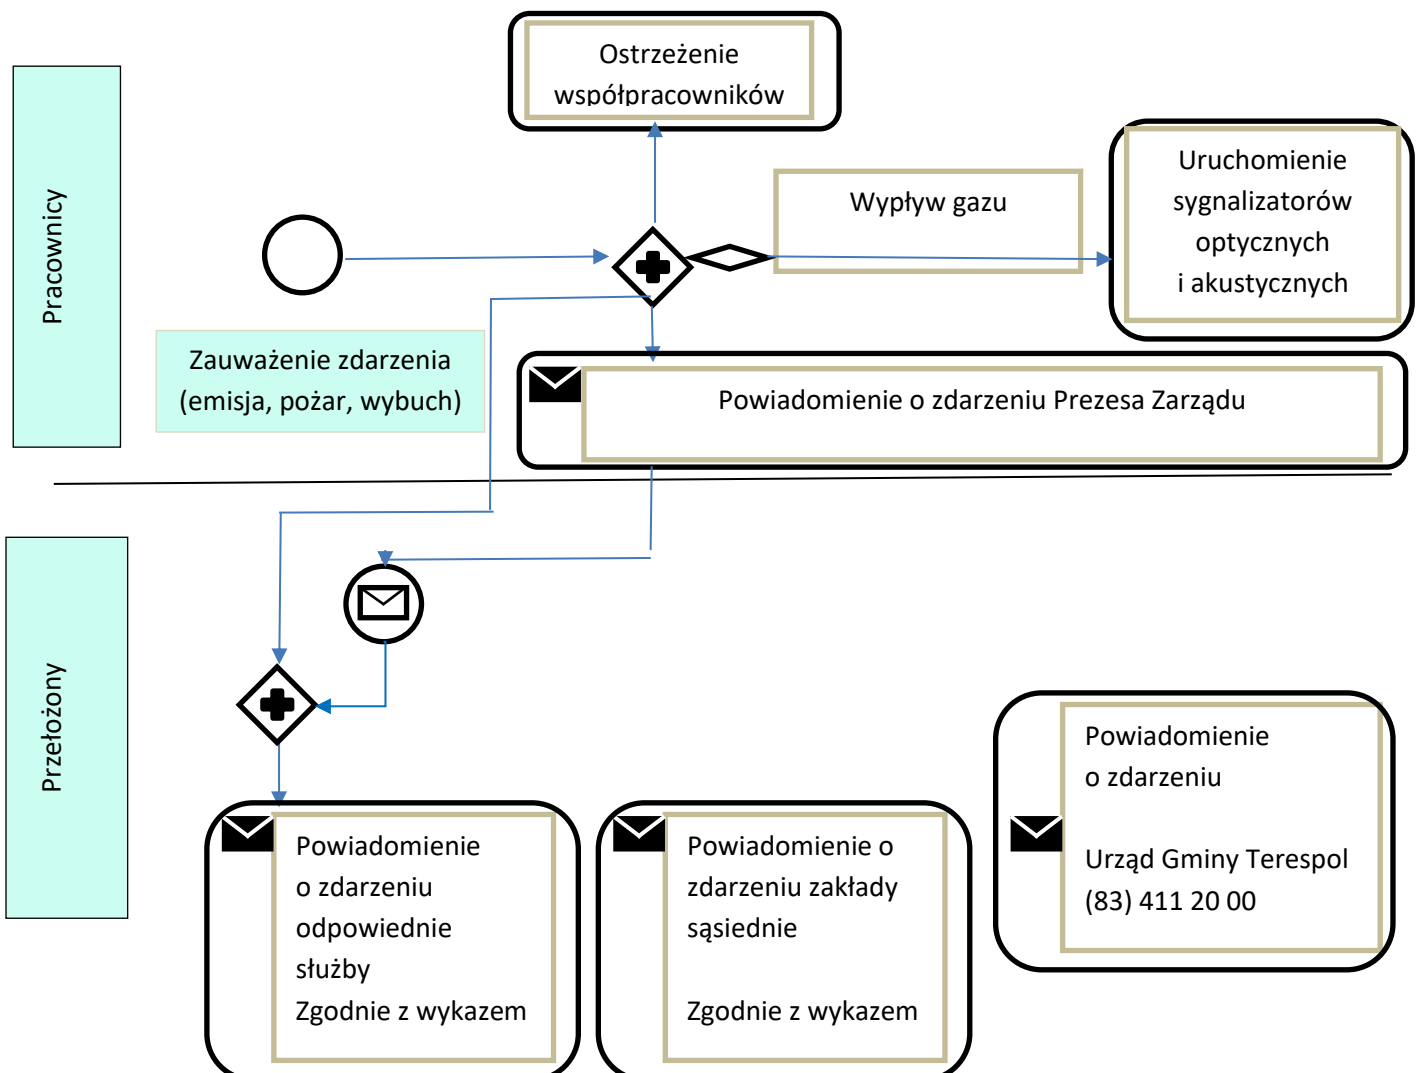 Ostrzeżenie
współpracowników
Pracownicy
Wypływ gazu
Uruchomienie
sygnalizatorów
optycznych
i akustycznych
Zauważenie zdarzenia
(emisja, pożar, wybuch)
Powiadomienie o zdarzeniu Prezesa Zarządu
Przełożony
Powiadomienie
o zdarzeniu
odpowiednie
służby
Zgodnie z wykazem
Powiadomienie o
zdarzeniu zakłady
sąsiednie
Zgodnie z wykazem
Powiadomienie
o zdarzeniu
Urząd Gminy Terespol
(83) 411 20 00